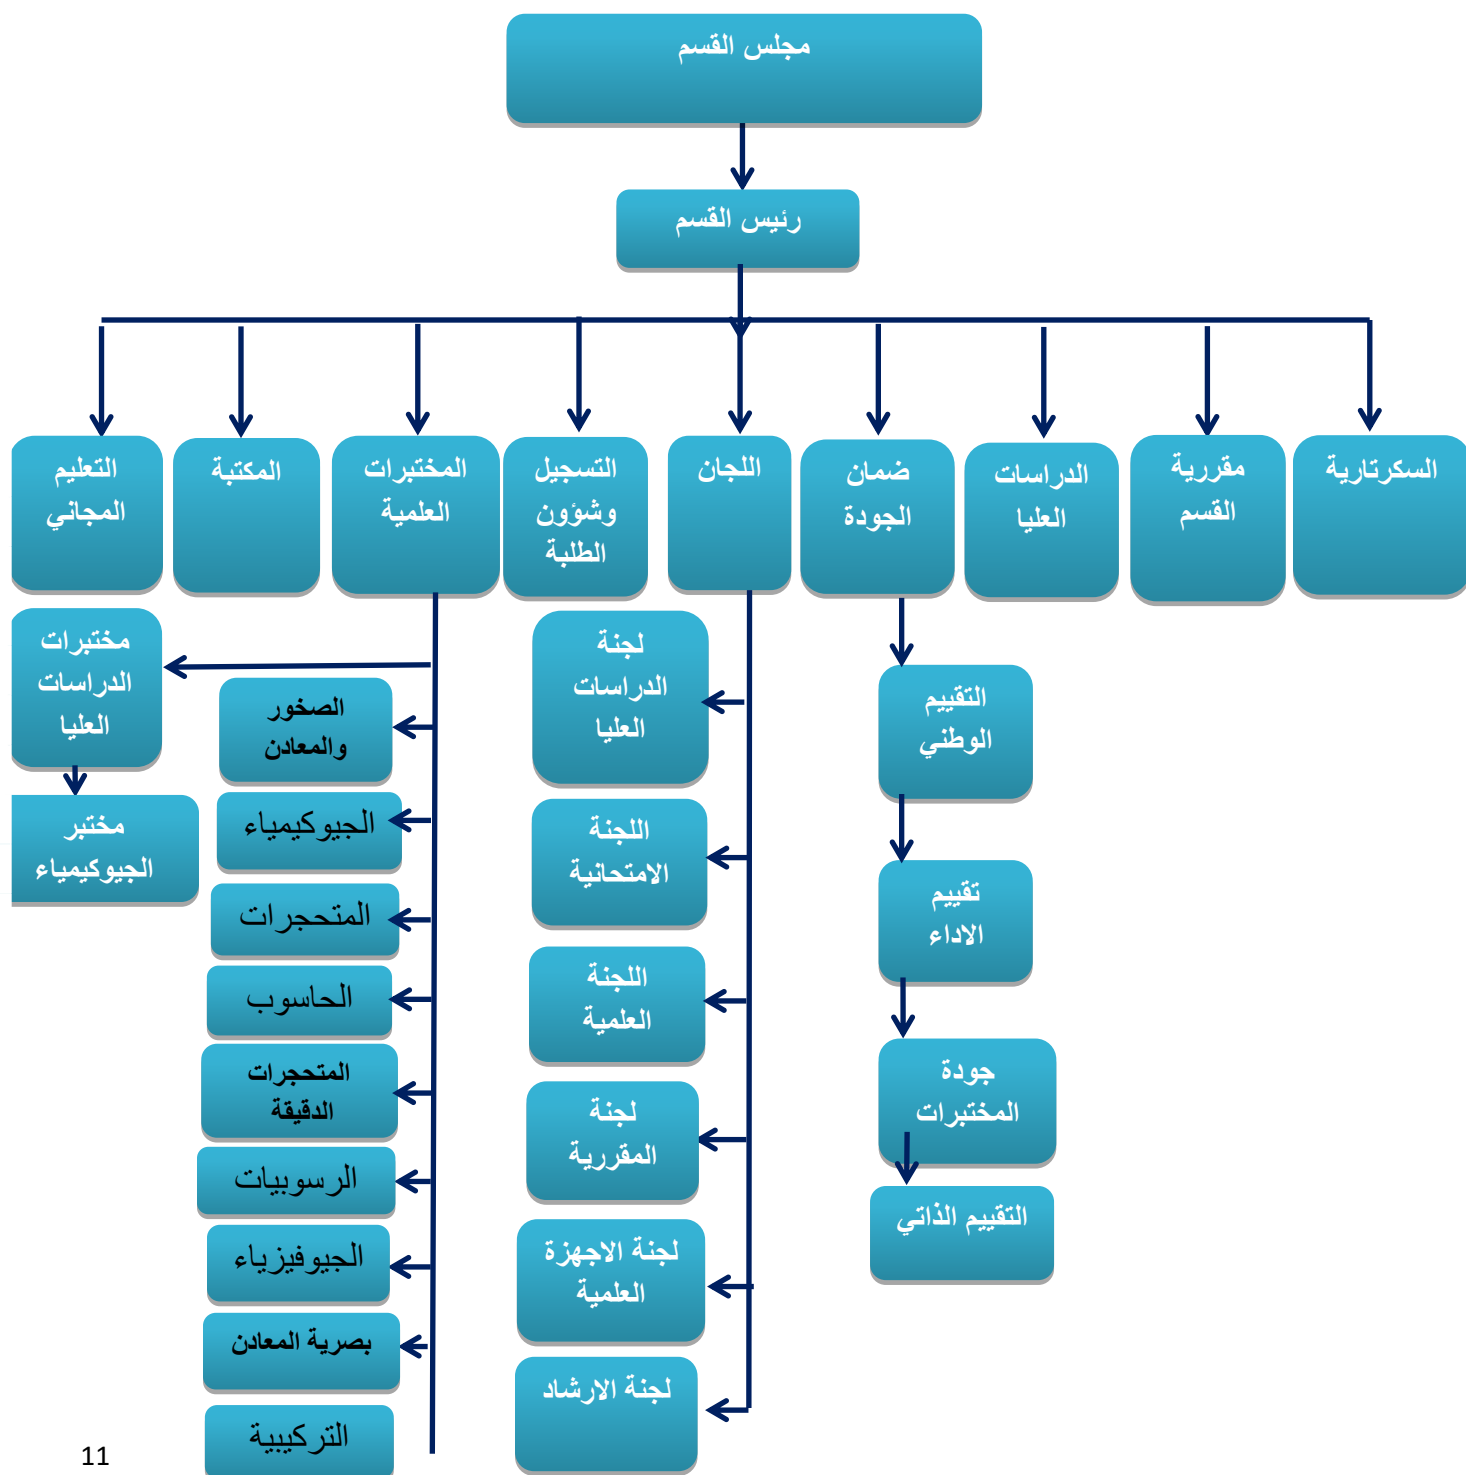 مجلس القسم
رئيس القسم
السكرتارية
مقررية
القسم
الدراسات
العليا
ضمان
الجودة
اللجان
التسجيل
وشؤون
الطلبة
المختبرات
العلمية
المكتبة
التعليم
المجاني
التقييم
الوطني
تقييم
الاداء
جودة
المختبرات
التقييم الذاتي
لجنة
الدراسات
العليا
اللجنة
الامتحانية
اللجنة
العلمية
لجنة
المقررية
لجنة الاجهزة
العلمية
لجنة الارشاد
الصخور
والمعادن
الجيوكيمياء
المتحجرات
الحاسوب
المتحجرات
الدقيقة
الرسوبيات
الجيوفيزياء
بصرية المعادن
التركيبية
مختبرات
الدراسات
العليا
مختبر
الجيوكيمياء
11